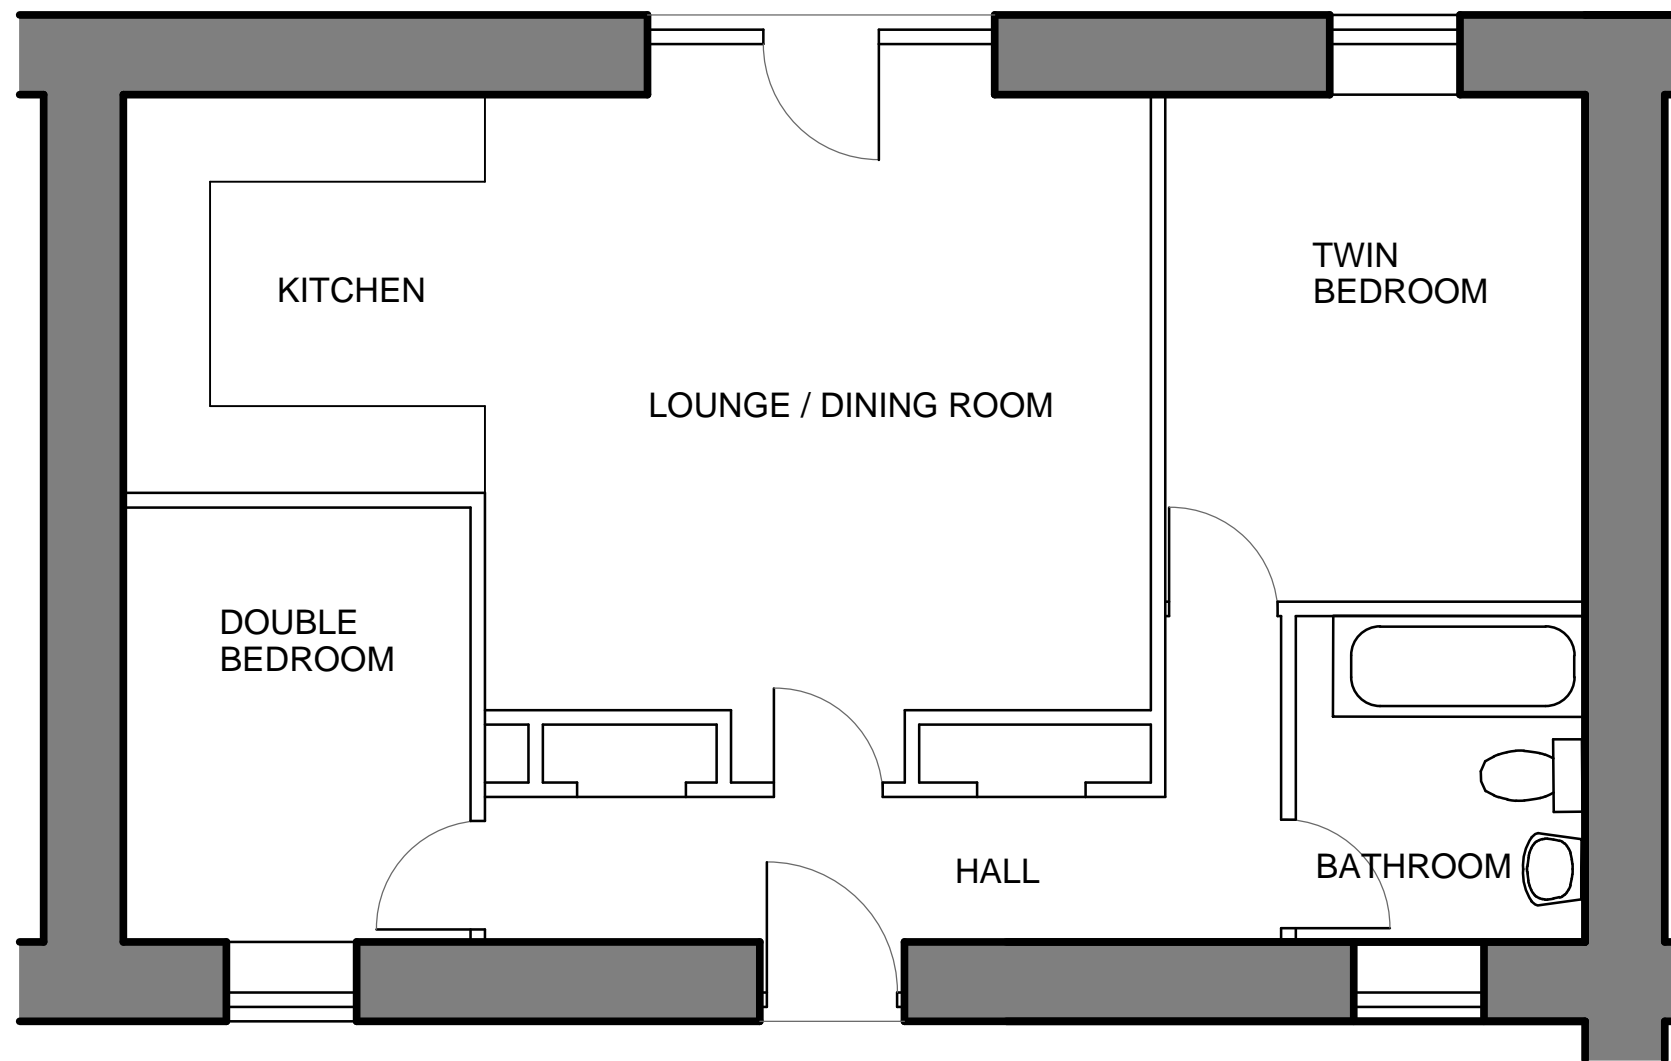 TWIN
BEDROOM
KITCHEN
LOUNGE / DINING ROOM
DOUBLE
BEDROOM
HALL
BATHROOM